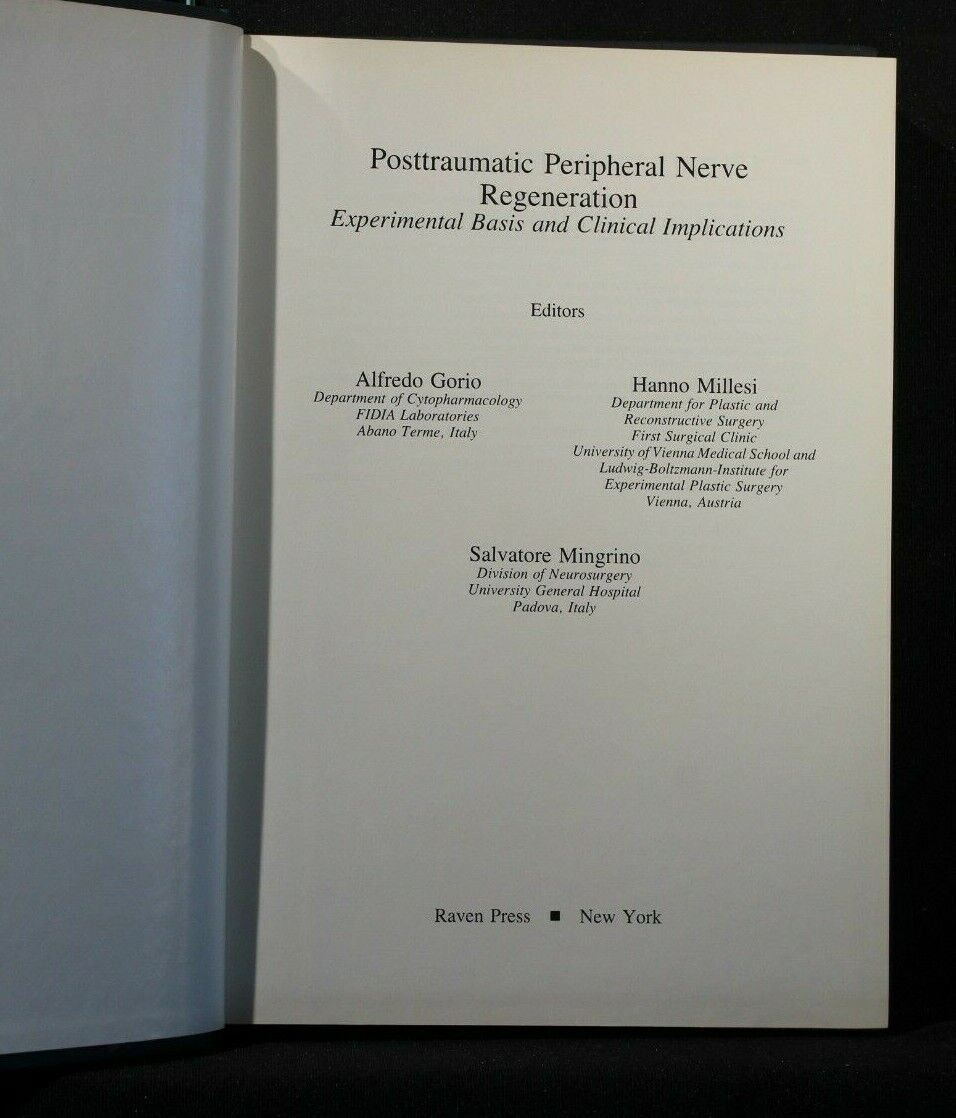 Posttraumatic Peripheral Nerve
Regeneration
Experimental Basis and Clinical Implications
Editors
Alfredo Gorio
Department of Cytopharmacology
FIDIA Laboratories
Abano Terme, Italy
Hanno Millesi
Department for Plastic and
Reconstructive Surgery
First Surgical Clinic
University of Vienna Medical School and
Ludwig-Boltzmann-Institute for
Experimental Plastic Surgery
Vienna, Austria
Salvatore Mingrino
Division of Neurosurgery
University General Hospital
Padova, Italy
Raven Press ■ New York